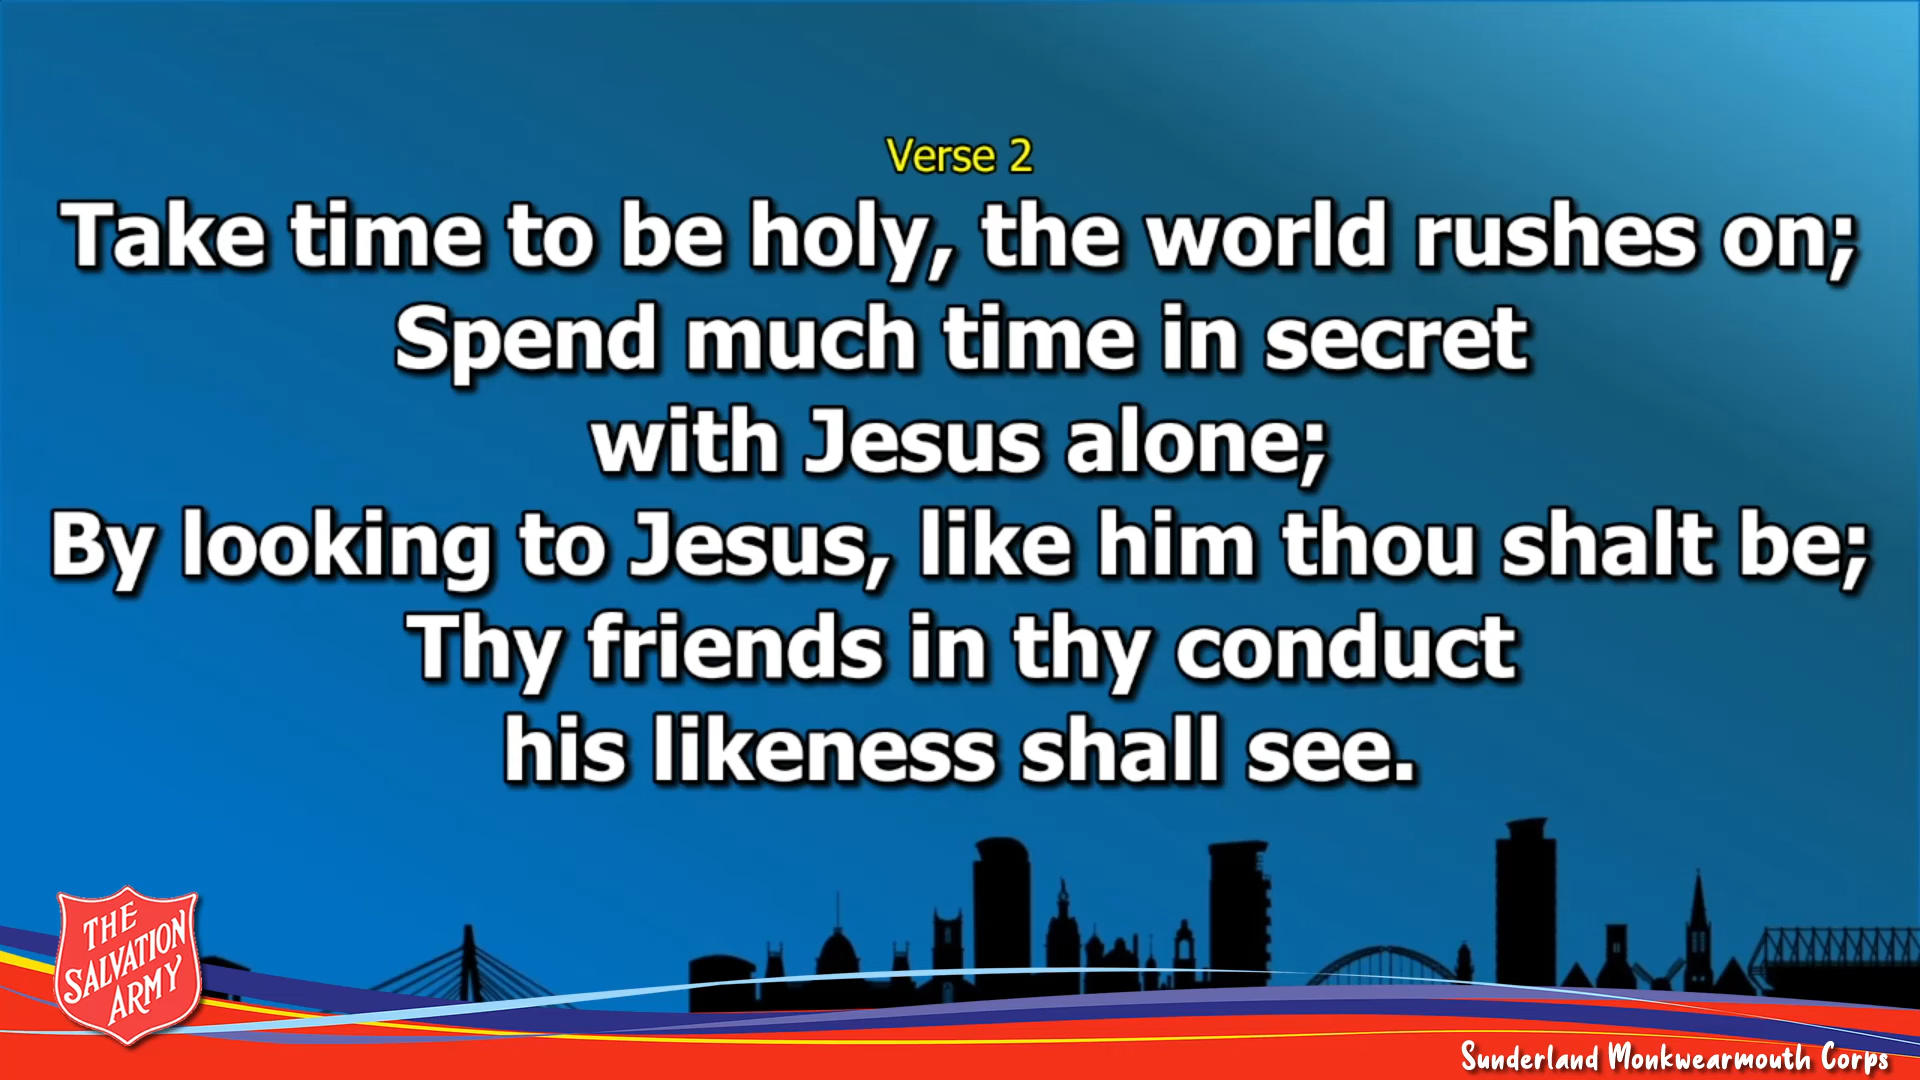 Verse 2
Take time to be holy, the world rushes on;
Spend much time in secret
with Jesus alone;
By looking to Jesus, like him thou shalt be;
Thy friends in thy conduct
his likeness shall see.
THE
SALVATION
ARMY
Sunderland Monkwearmouth Corps